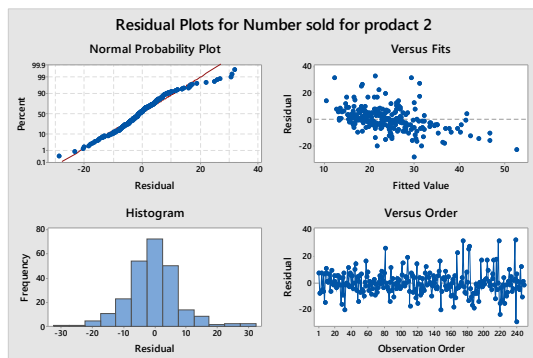 Residual Plots for Number sold for product 2
Normal Probability Plot
Percent
99.9
99
90
50
10
1
0.1
-20 0 20 40
Residual
Versus Fits
Residual
40
20
0
-20
10 20 30 40 50
Fitted Value
Histogram
Frequency
80
60
40
20
0
-30 -20 -10 0 10 20 30
Residual
Versus Order
Residual
40
20
0
-20
1 20 40 60 80 100 120 140 160 180 200 220 240
Observation Order